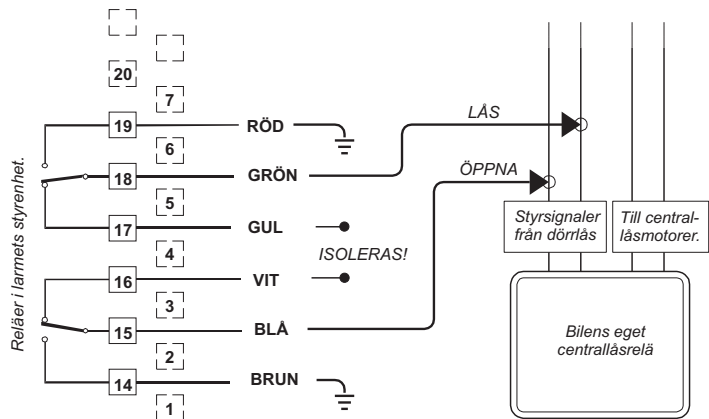 20
7
19
RÖD
LÅS
6
18
GRÖN
ÖPPNA
5
17
GUL
ISOLERAS!
4
16
VIT
3
15
BLÅ
2
14
BRUN
1
Reläer i larmets styrenhet.
Styrsignaler
från dörrlås
Till central-
låsmotorer.
Bilens eget
centrallåsrelä